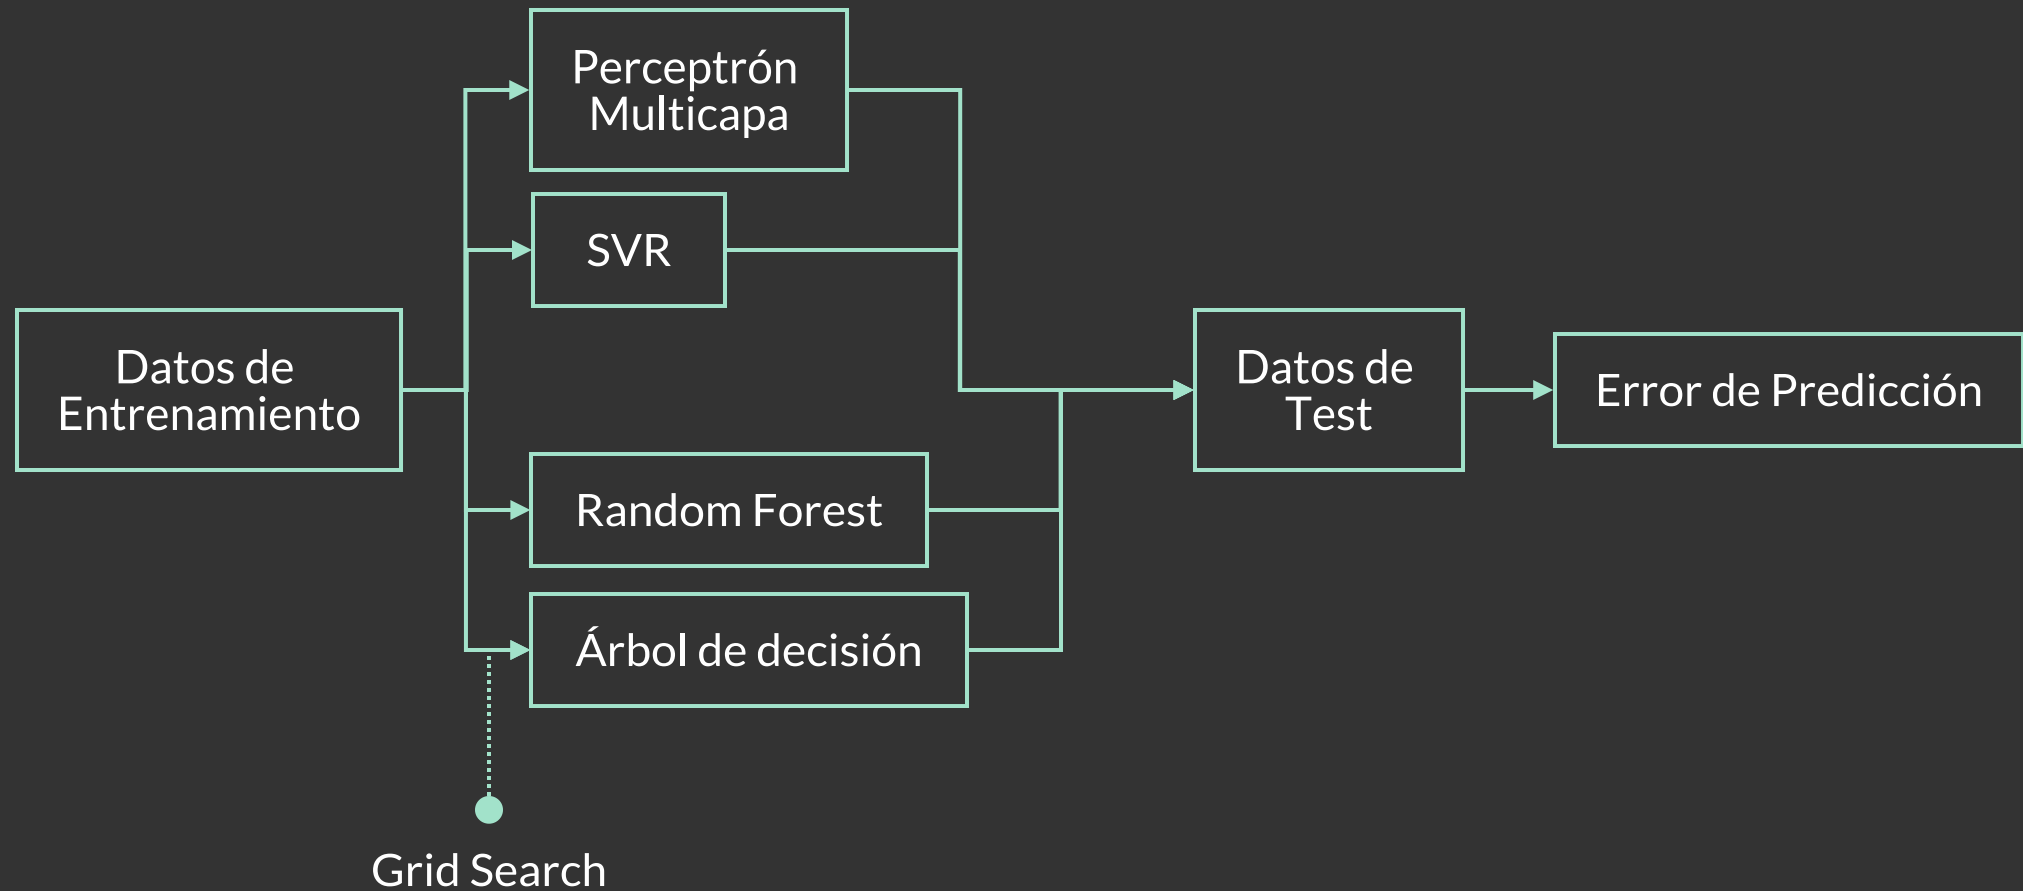 Perceptrón
Multicapa
SVR
Datos de
Entrenamiento
Datos de
Test
Error de Predicción
Random Forest
Árbol de decisión
Grid Search